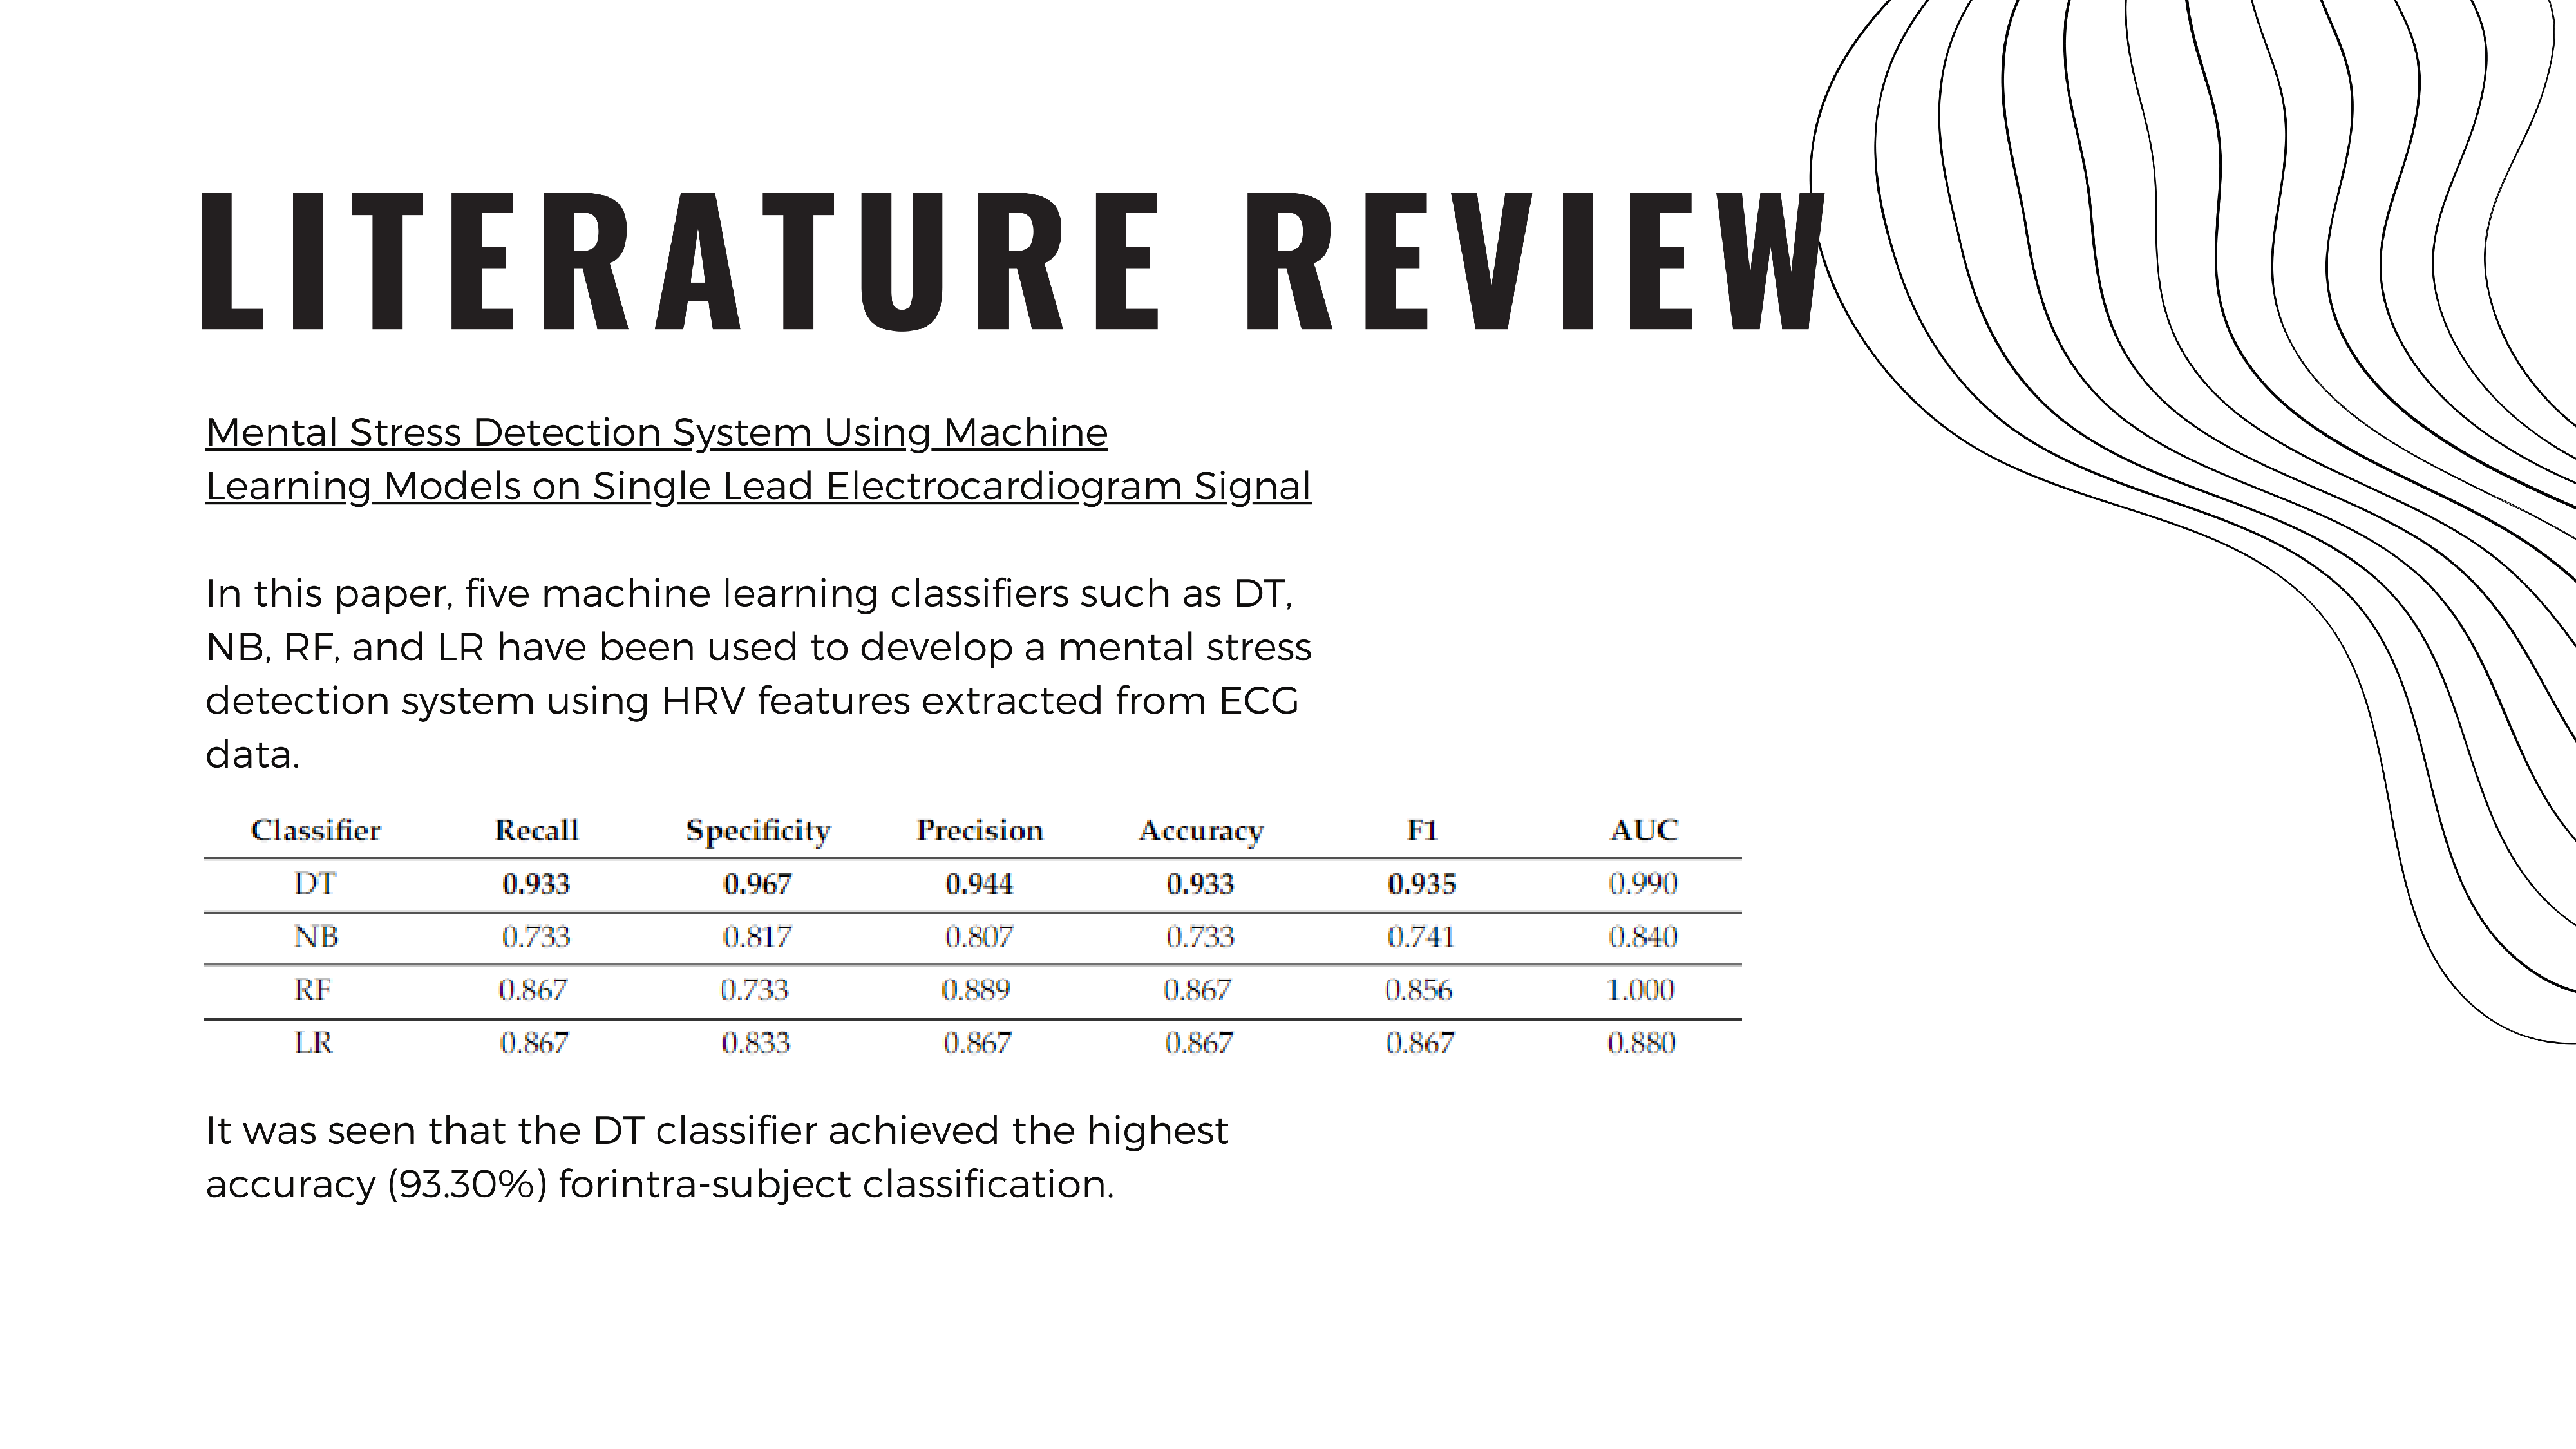 LITERATURE REVIEW
Mental Stress Detection System Using Machine
Learning Models on Single Lead Electrocardiogram Signal
In this paper, five machine learning classifiers such as DT,
NB, RF, and LR have been used to develop a mental stress
detection system using HRV features extracted from ECG
data.
Classifier Recall Specificity Precision Accuracy F1 AUC
DT 0.933 0.967 0.944 0.933 0.935 0.990
NB 0.733 0.817 0.807 0.733 0.741 0.840
RF 0.867 0.733 0.889 0.867 0.856 1.000
LR 0.867 0.833 0.867 0.867 0.867 0.880
It was seen that the DT classifier achieved the highest
accuracy (93.30%) forintra-subject classification.